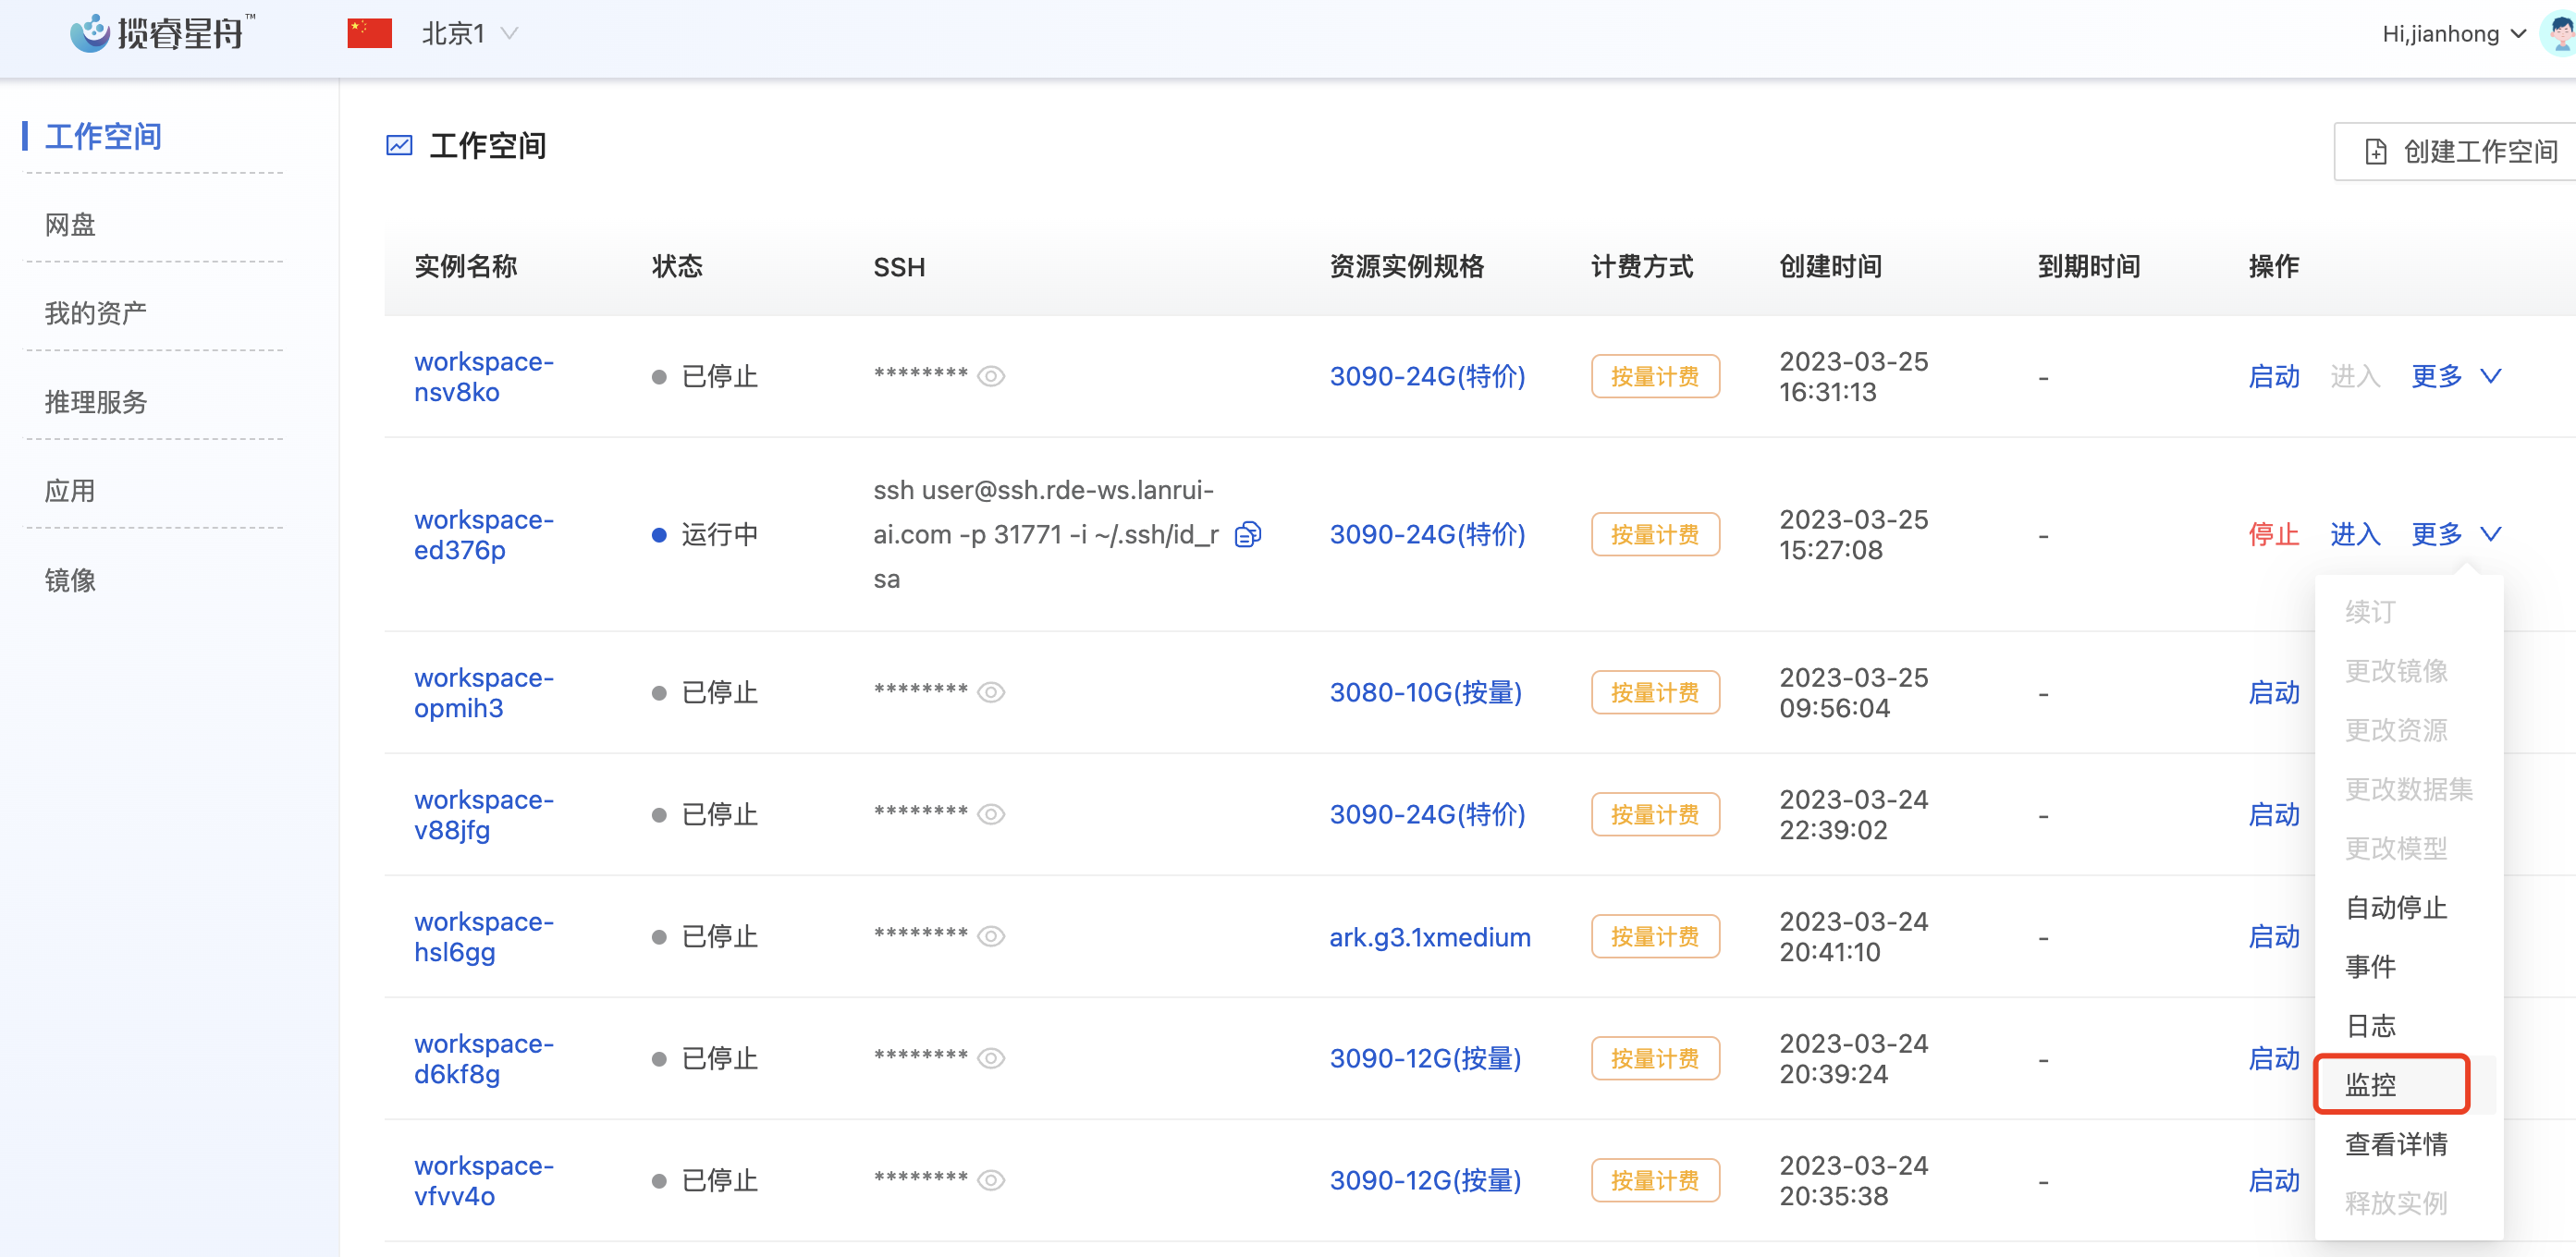 揽睿星舟™
北京1
Hi,jianhong
工作空间
网盘
我的资产
推理服务
应用
镜像
工作空间
创建工作空间
实例名称 状态 SSH 资源实例规格 计费方式 创建时间 到期时间 操作
workspace-
nsv8ko
已停止 ******** 3090-24G(特价) 按量计费
2023-03-25
16:31:13
- 启动 进入 更多
workspace-
ed376p
运行中
ssh user@ssh.rde-ws.lanrui-
ai.com -p 31771 -i ~/.ssh/id_r
sa
3090-24G(特价) 按量计费
2023-03-25
15:27:08
- 停止 进入 更多
workspace-
opmih3
已停止 ******** 3080-10G(按量) 按量计费
2023-03-25
09:56:04
- 启动
workspace-
v88jfg
已停止 ******** 3090-24G(特价) 按量计费
2023-03-24
22:39:02
- 启动
workspace-
hsl6gg
已停止 ******** ark.g3.1xmedium 按量计费
2023-03-24
20:41:10
- 启动
workspace-
d6kf8g
已停止 ******** 3090-12G(按量) 按量计费
2023-03-24
20:39:24
- 启动
workspace-
vfvv4o
已停止 ******** 3090-12G(按量) 按量计费
2023-03-24
20:35:38
- 启动
续订
更改镜像
更改资源
更改数据集
更改模型
自动停止
事件
日志
监控
查看详情
释放实例